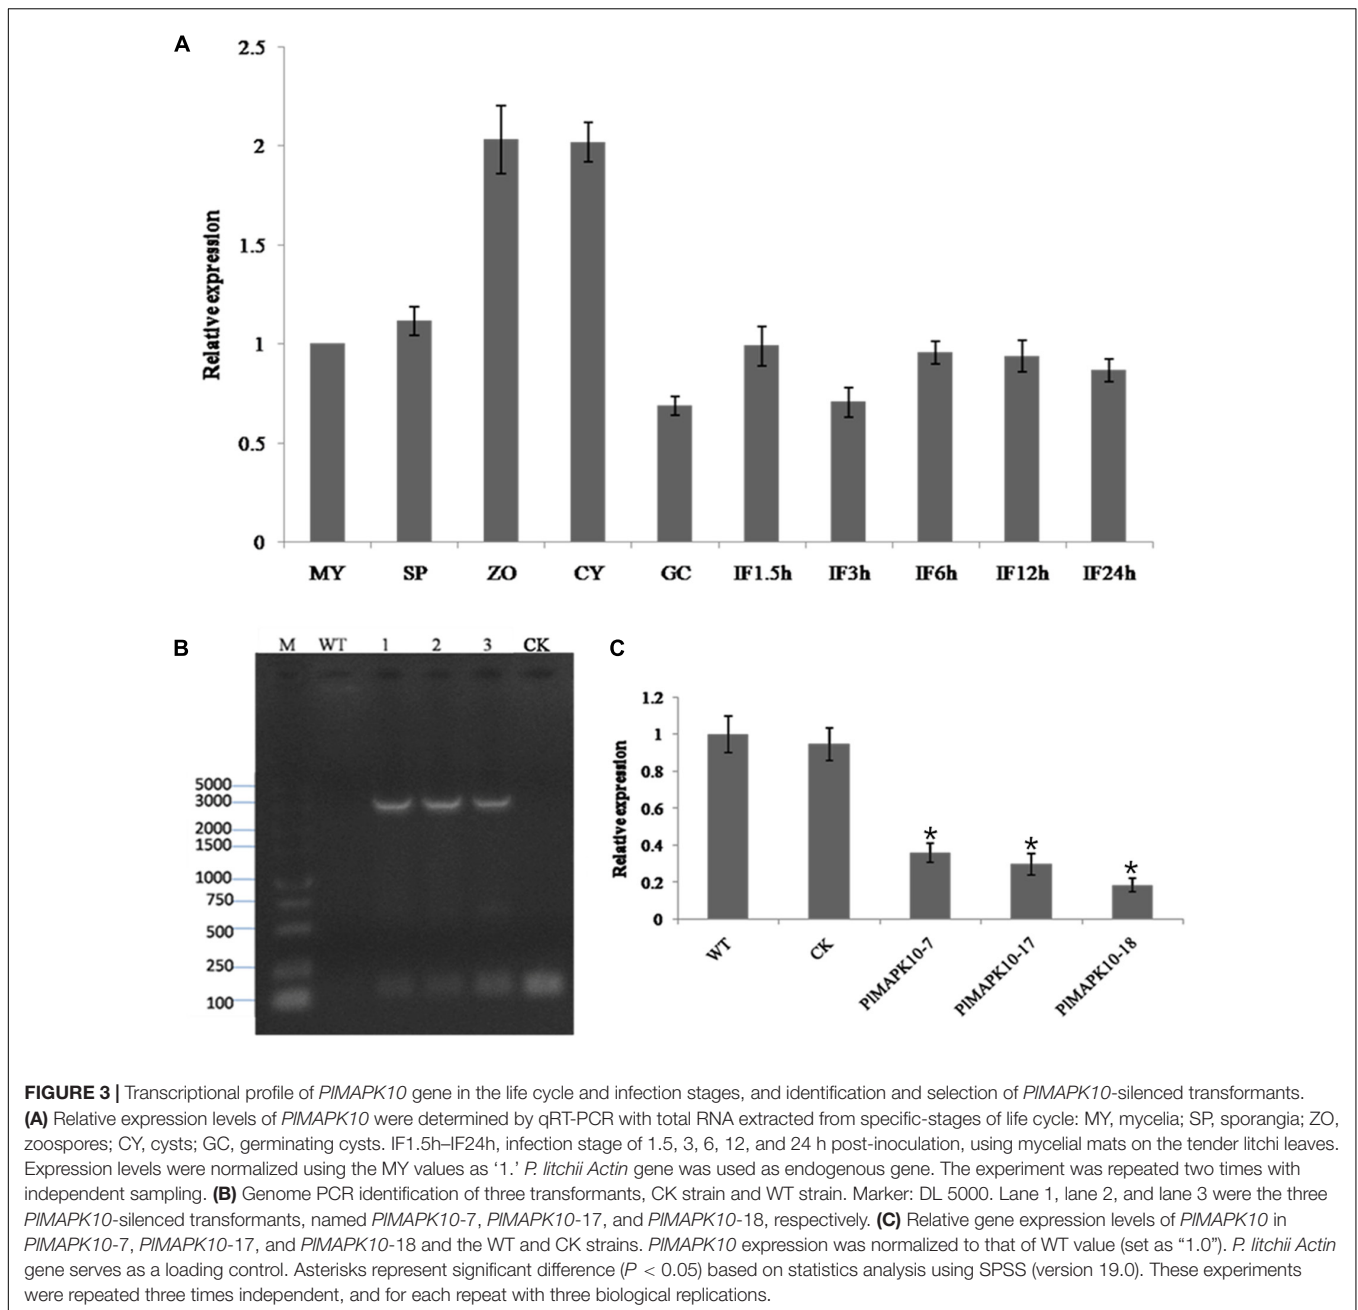 A
2.5
2
1.5
1
0.5
0
Relative expression
MY SP ZO CY GC IF1.5h IF3h IF6h IF12h IF24h
B
M WT 1 2 3 CK
5000
3000
2000
1500
1000
750
500
250
100
C
1.2
1
0.8
0.6
0.4
0.2
0
Relative expression
* * *
WT CK PlMAPK10-7 PlMAPK10-17 PlMAPK10-18
FIGURE 3 | Transcriptional profile of PlMAPK10 gene in the life cycle and infection stages, and identification and selection of PlMAPK10-silenced transformants.
(A) Relative expression levels of PlMAPK10 were determined by qRT-PCR with total RNA extracted from specific-stages of life cycle: MY, mycelia; SP, sporangia; ZO,
zoospores; CY, cysts; GC, germinating cysts. IF1.5h–IF24h, infection stage of 1.5, 3, 6, 12, and 24 h post-inoculation, using mycelial mats on the tender litchi leaves.
Expression levels were normalized using the MY values as ‘1.’ P. litchii Actin gene was used as endogenous gene. The experiment was repeated two times with
independent sampling. (B) Genome PCR identification of three transformants, CK strain and WT strain. Marker: DL 5000. Lane 1, lane 2, and lane 3 were the three
PlMAPK10-silenced transformants, named PlMAPK10-7, PlMAPK10-17, and PlMAPK10-18, respectively. (C) Relative gene expression levels of PlMAPK10 in
PlMAPK10-7, PlMAPK10-17, and PlMAPK10-18 and the WT and CK strains. PlMAPK10 expression was normalized to that of WT value (set as “1.0”). P. litchii Actin
gene serves as a loading control. Asterisks represent significant difference (P < 0.05) based on statistics analysis using SPSS (version 19.0). These experiments
were repeated three times independent, and for each repeat with three biological replications.